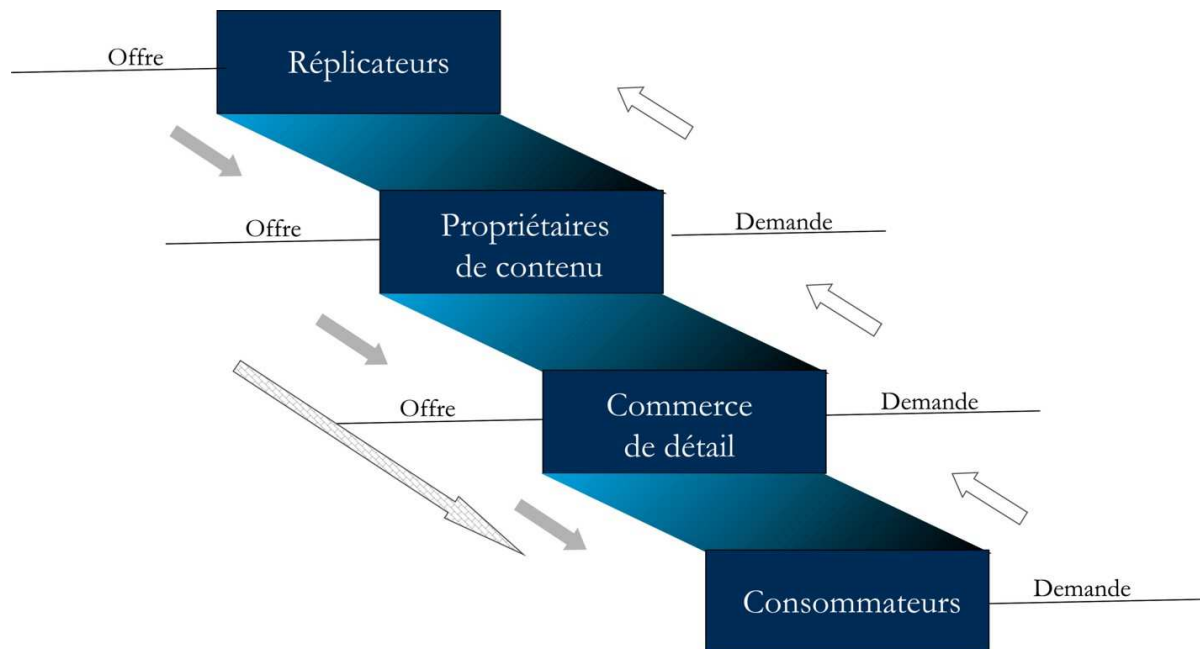 Offre
Réplicateurs
Offre
Propriétaires
de contenu
Demande
Offre
Commerce
de détail
Demande
Consommateurs
Demande